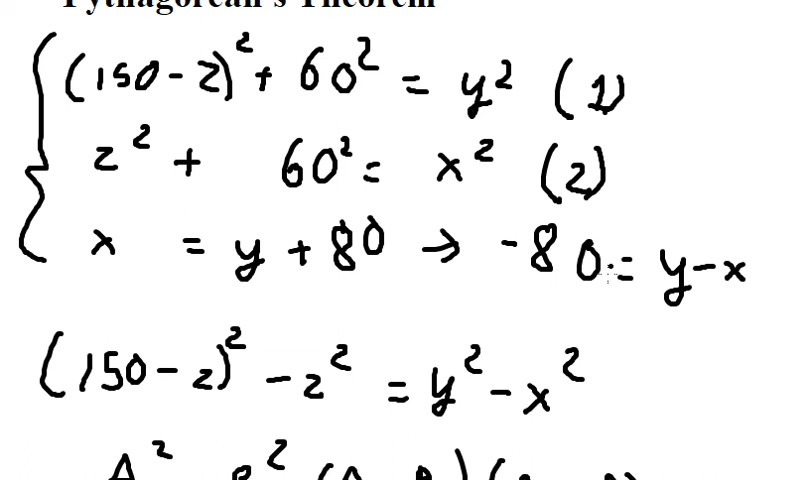 Pythagorean's Theorem
(150-z)² + 60² = y² (1)
z² + 60² = x² (2)
x = y + 80 → -80 = y-x
(150-z)² - z² = y² - x²